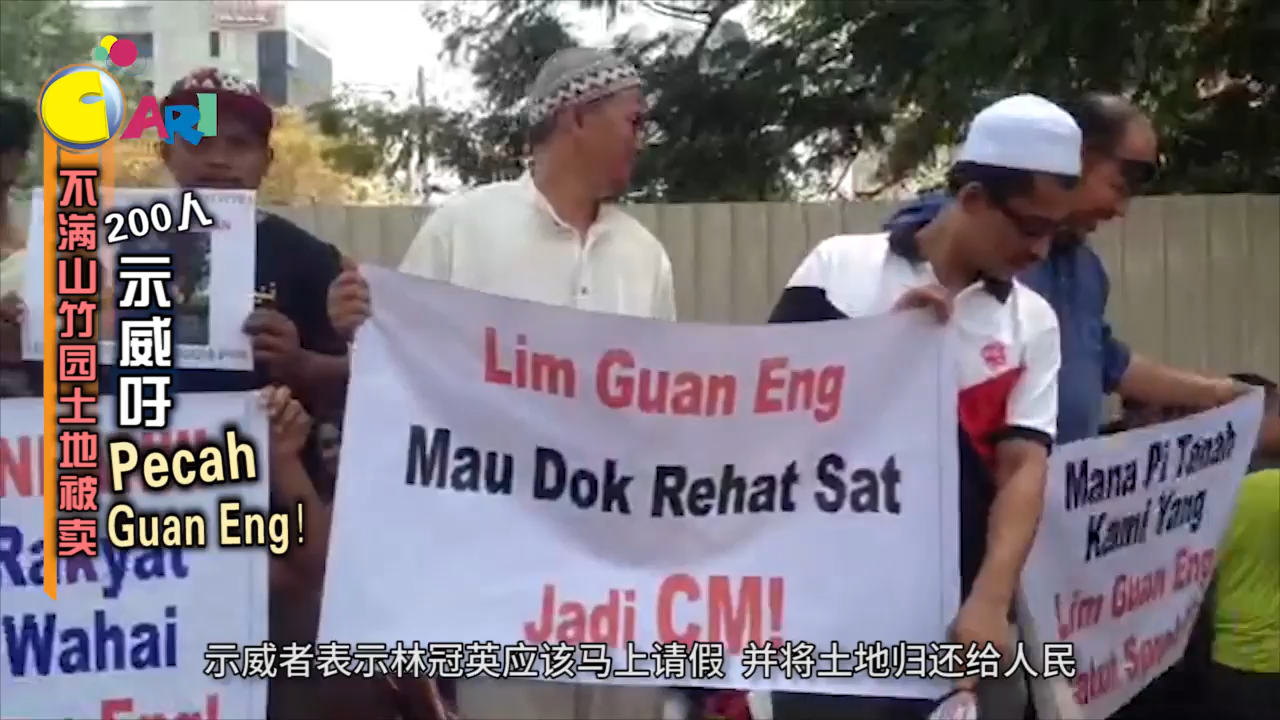 CARI
不满山竹园土地被卖
200人
示威吁
Pecah
Guan Eng!
Rakyat
Wahai
Eng!
Lim Guan Eng
Mau Dok Rehat Sat
Jadi CM!
Mana Pi Tanah
Kami Yang
Lim Guan Eng
示威者表示林冠英应该马上请假 并将土地归还给人民